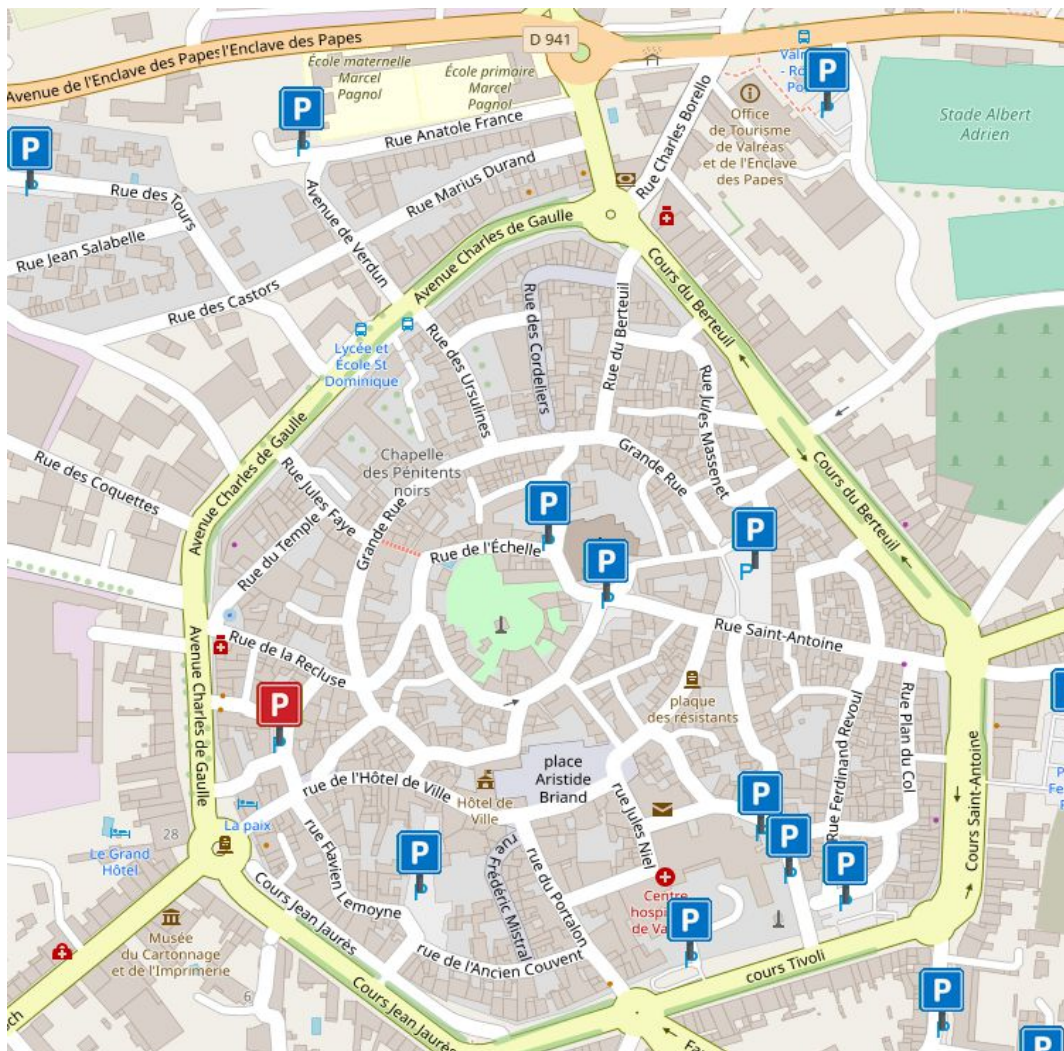 Avenue de l'Enclave des Papes
l'Enclave des Papes
D 941
École maternelle
Marcel
Pagnol
École primaire
Marcel
Pagnol
P
P
P
Office
de Tourisme
de Valréas
et de l'Enclave
des Papes
Stade Albert
Adrien
Rue Anatole France
Rue Charles Borello
Rue Marius Durand
Rue des Tours
Avenue de Verdun
Rue Jean Salabelle
Avenue Charles de Gaulle
Cours du Berteuil
Rue des Castors
Rue des Cordeliers
Rue du Berteuil
Lycée et
École St
Dominique
Rue des Ursulines
Rue Jules Massenet
Avenue Charles de Gaulle
Chapelle
des Pénitents
noirs
Grande Rue
Rue des Coquettes
Rue Jules Faye
Grande Rue
Cours du Berteuil
P
P
P
P
Rue du Temple
Rue de l'Échelle
Rue Saint-Antoine
Rue de la Recluse
Avenue Charles de Gaulle
P
plaque
des résistants
Rue Ferdinand Revoul
Rue Plan du Col
Cours Saint-Antoine
place
Aristide
Briand
rue de l'Hôtel de Ville
Hôtel de
Ville
rue Jules Niel
La paix
28
Le Grand
Hôtel
P
P
P
P
P
P
rue Flavien Lemoyne
rue Frédéric Mistral
rue du Portalon
Centre
de
Cours Jean Jaurès
Musée
du Cartonnage
et de l'Imprimerie
rue de l'Ancien Couvent
cours Tivoli
6
Cours Jean Jaurès
P
P